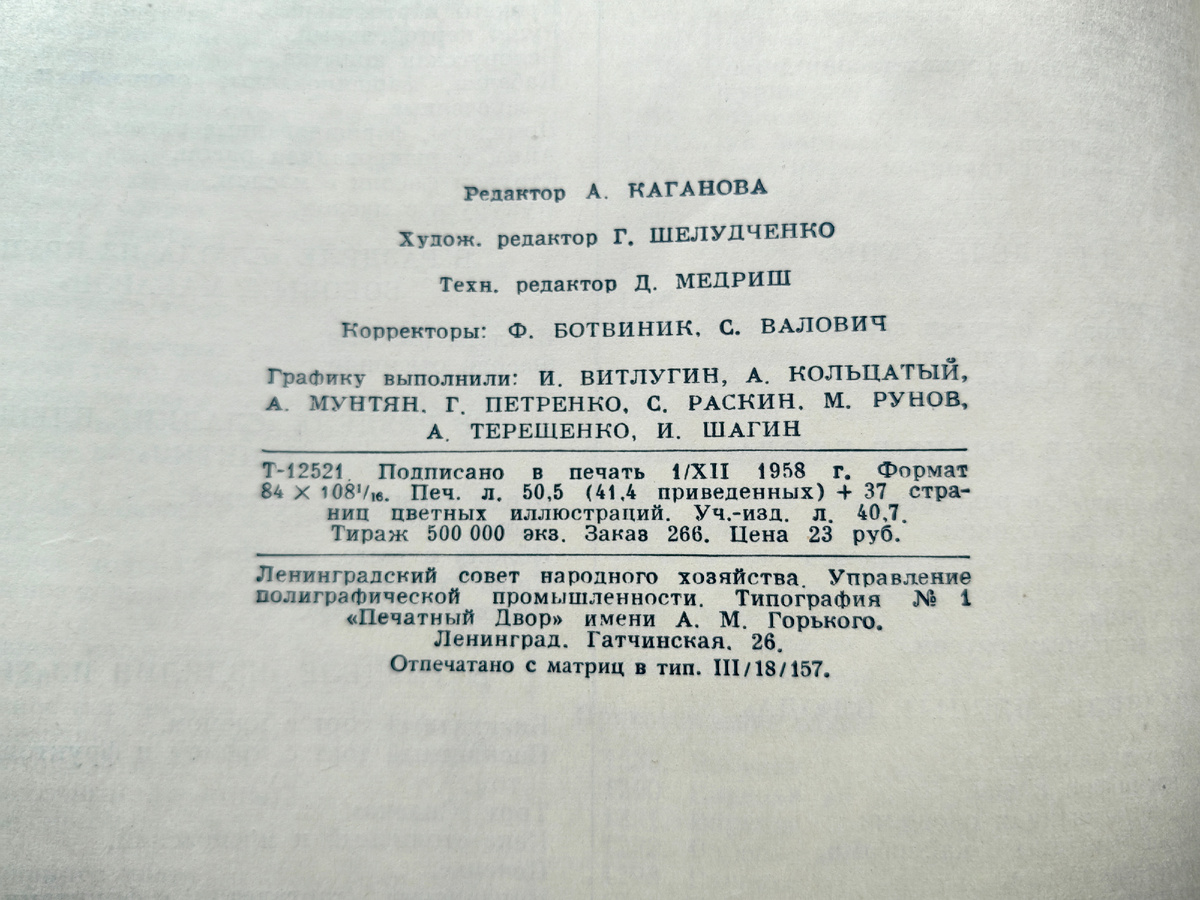 Редактор А. КАГАНОВА
Худож. редактор Г. ШЕЛУДЧЕНКО
Техн. редактор Д. МЕДРИШ
Корректоры: Ф. БОТВИНИК, С. ВАЛОВИЧ
Графику выполнили: И. ВИТЛУГИН, А. КОЛЬЦАТЫЙ,
А. МУНТЯН, Г. ПЕТРЕНКО, С. РАСКИН, М. РУНОВ,
А. ТЕРЕЩЕНКО, И. ШАГИН
Т-12521. Подписано в печать 1/XII 1958 г. Формат
84 × 108¹/₁₆. Печ. л. 50,5 (41,4 приведенных) + 37 стра-
ниц цветных иллюстраций. Уч.-изд. л. 40,7.
Тираж 500 000 экз. Заказ 266. Цена 23 руб.
Ленинградский совет народного хозяйства. Управление
полиграфической промышленности. Типография № 1
«Печатный Двор» имени А. М. Горького.
Ленинград. Гатчинская, 26.
Отпечатано с матриц в тип. III/18/157.